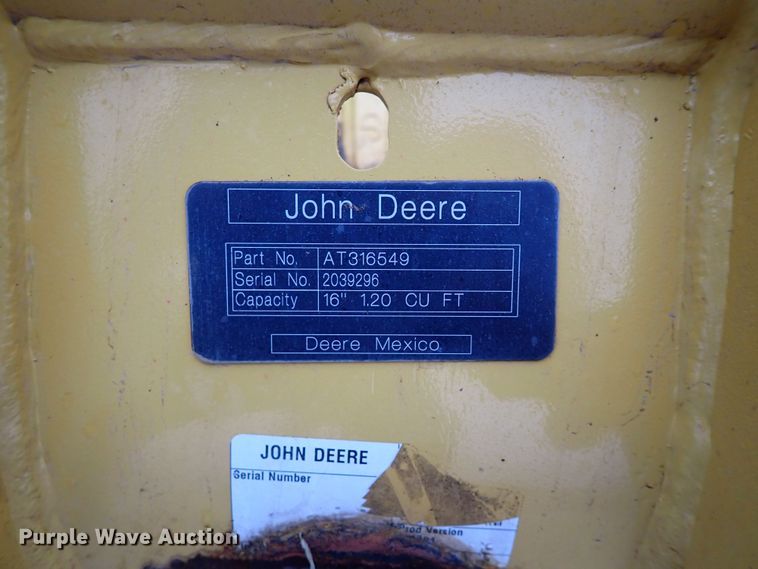 John Deere
Part No. AT316549
Serial No. 2039296
Capacity 16" 1.20 CU FT
Deere Mexico
JOHN DEERE
Serial Number
Version
Purple Wave Auction